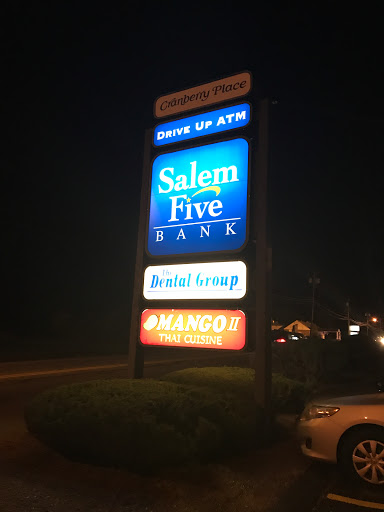 Cranberry Place
DRIVE UP ATM
Salem
Five
BANK
The
Dental Group
MANGO II
THAI CUISINE